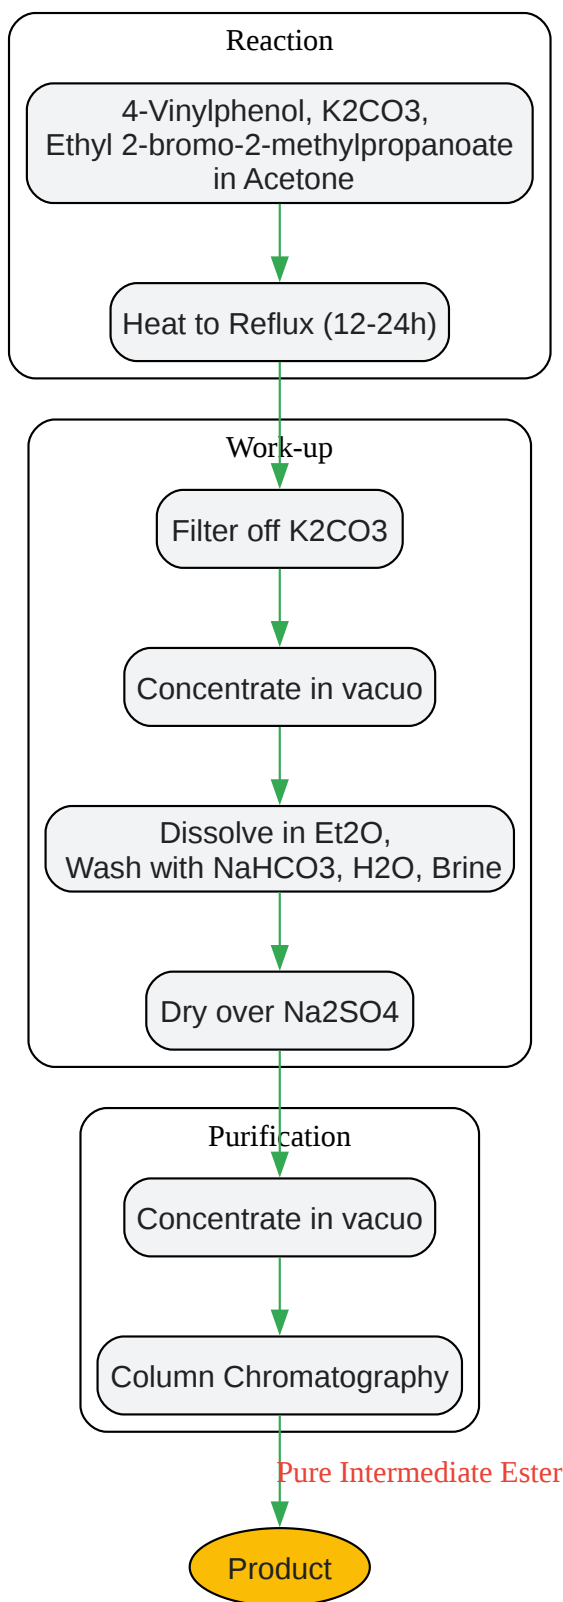 Reaction
4-Vinylphenol, K2CO3,
Ethyl 2-bromo-2-methylpropanoate
in Acetone
Heat to Reflux (12-24h)
Work-up
Filter off K2CO3
Concentrate in vacuo
Dissolve in Et2O,
Wash with NaHCO3, H2O, Brine
Dry over Na2SO4
Purification
Concentrate in vacuo
Column Chromatography
Pure Intermediate Ester
Product